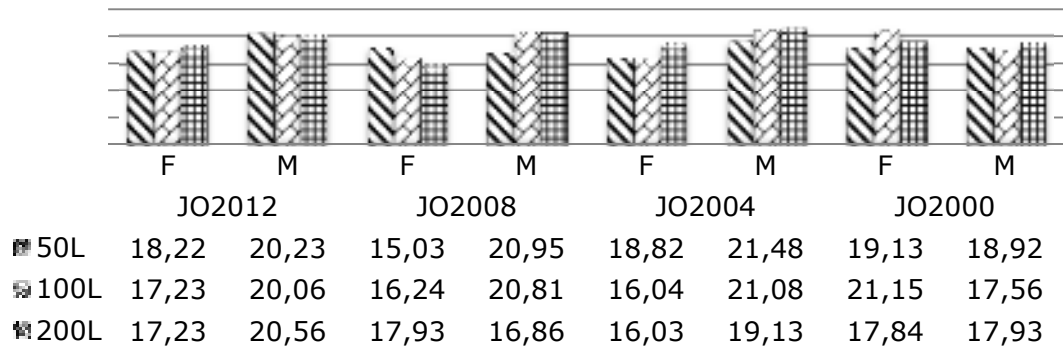 F M F M F M F M
JO2012 JO2008 JO2004 JO2000
50L 18,22 20,23 15,03 20,95 18,82 21,48 19,13 18,92
100L 17,23 20,06 16,24 20,81 16,04 21,08 21,15 17,56
200L 17,23 20,56 17,93 16,86 16,03 19,13 17,84 17,93